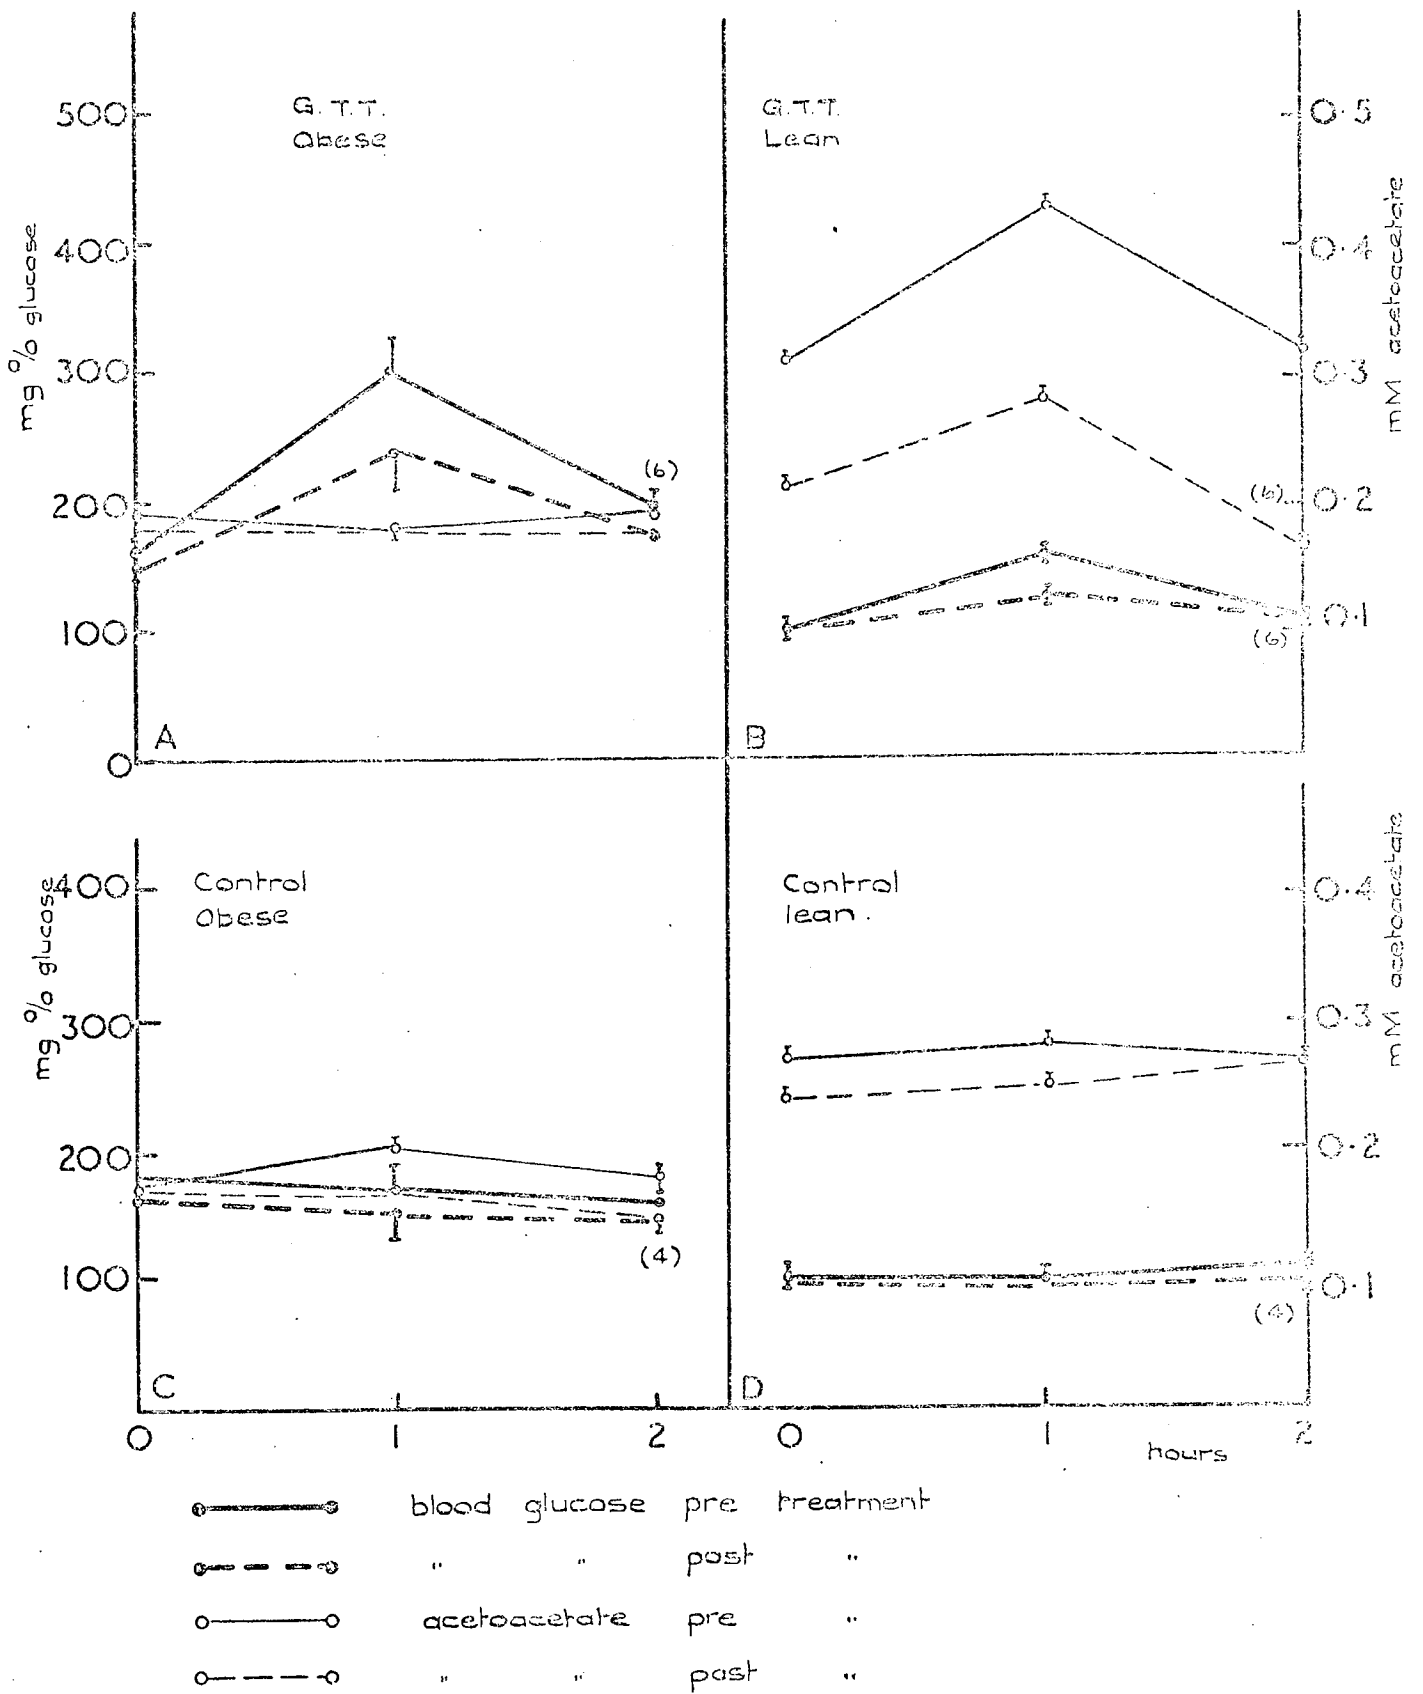 G.T.T.
Obese
G.T.T.
Lean
500
400
300
200
100
0
mg % glucose
0.5
0.4
0.3
0.2
0.1
mM acetoacetate
(6)
(6)
(6)
A
B
Control
Obese
Control
lean.
400
300
200
100
mg % glucose
0.4
0.3
0.2
0.1
mM acetoacetate
(4)
(4)
C
D
0 1 2 0 1 2
hours
blood glucose pre treatment
" " post "
acetoacetate pre "
" " post "